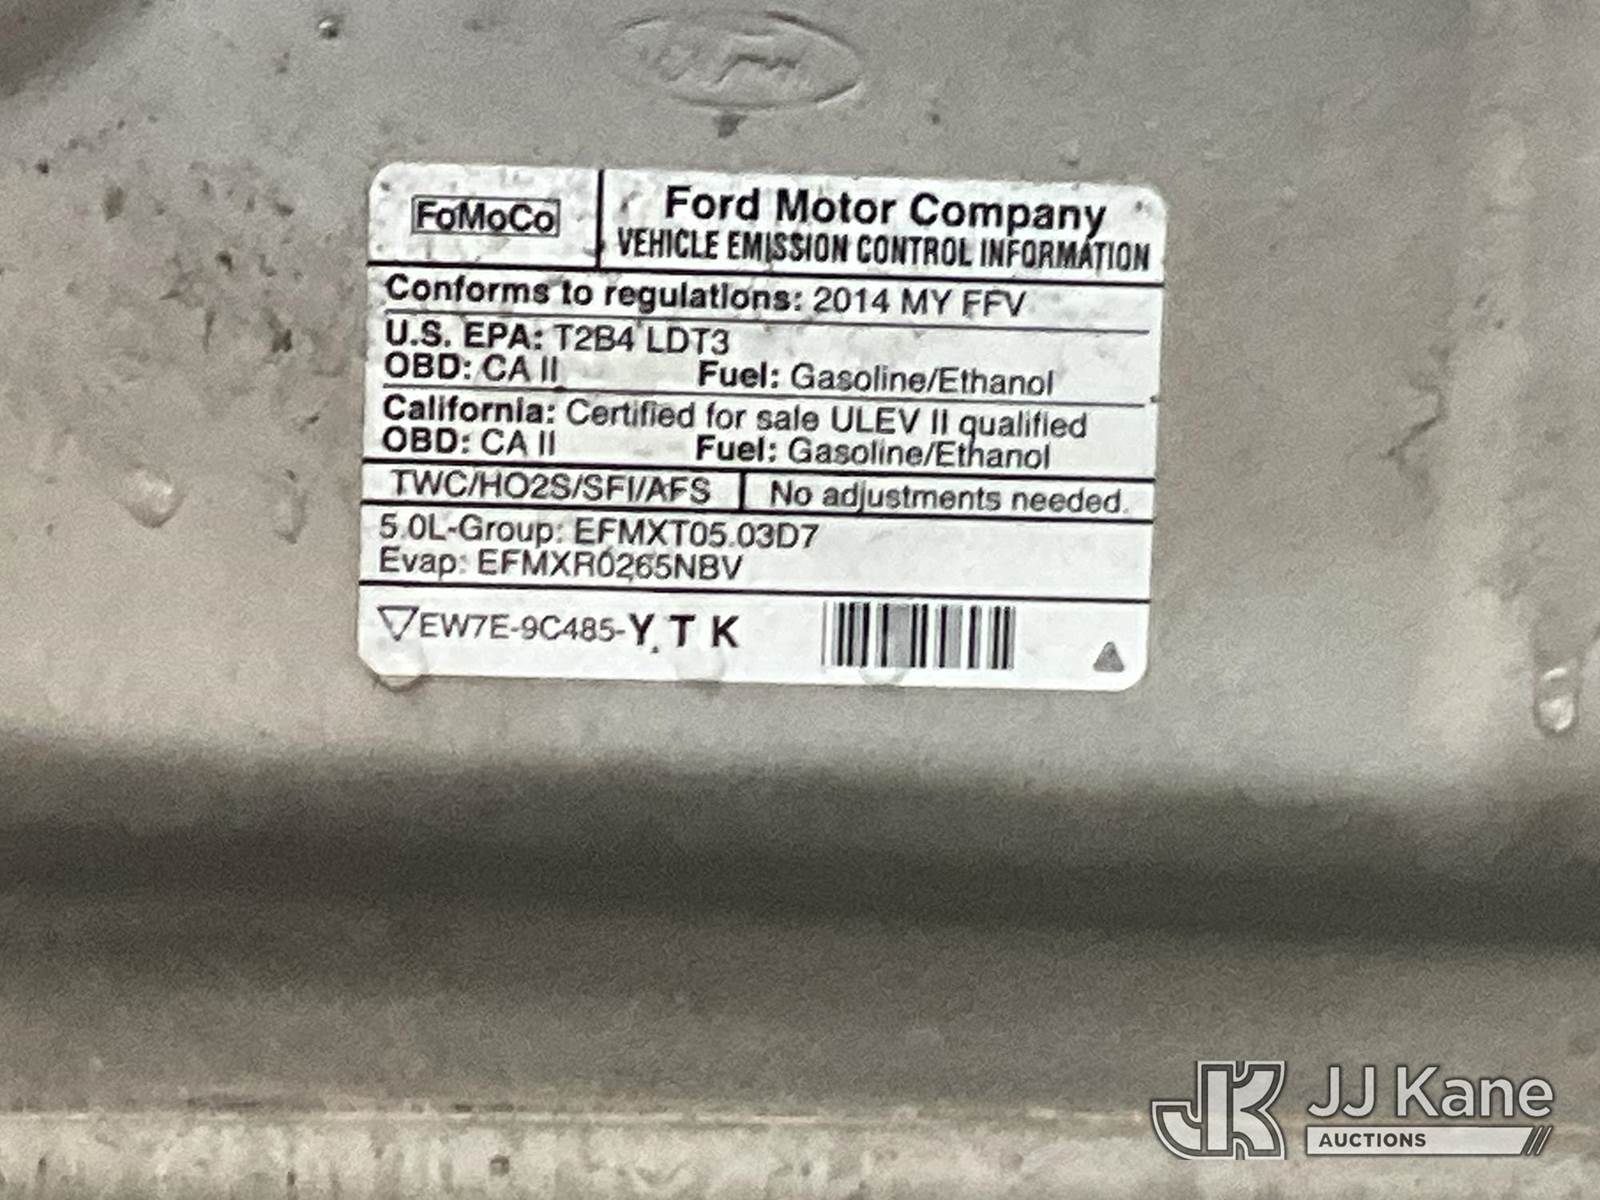 Ford
FoMoCo
Ford Motor Company
VEHICLE EMISSION CONTROL INFORMATION
Conforms to regulations: 2014 MY FFV
U.S. EPA: T2B4 LDT3
OBD: CA II Fuel: Gasoline/Ethanol
California: Certified for sale ULEV II qualified
OBD: CA II Fuel: Gasoline/Ethanol
TWC/HO2S/SFI/AFS No adjustments needed.
5.0L-Group: EFMXT05.03D7
Evap: EFMXR0265NBV
EW7E-9C485-Y T K
JK JJ Kane
AUCTIONS